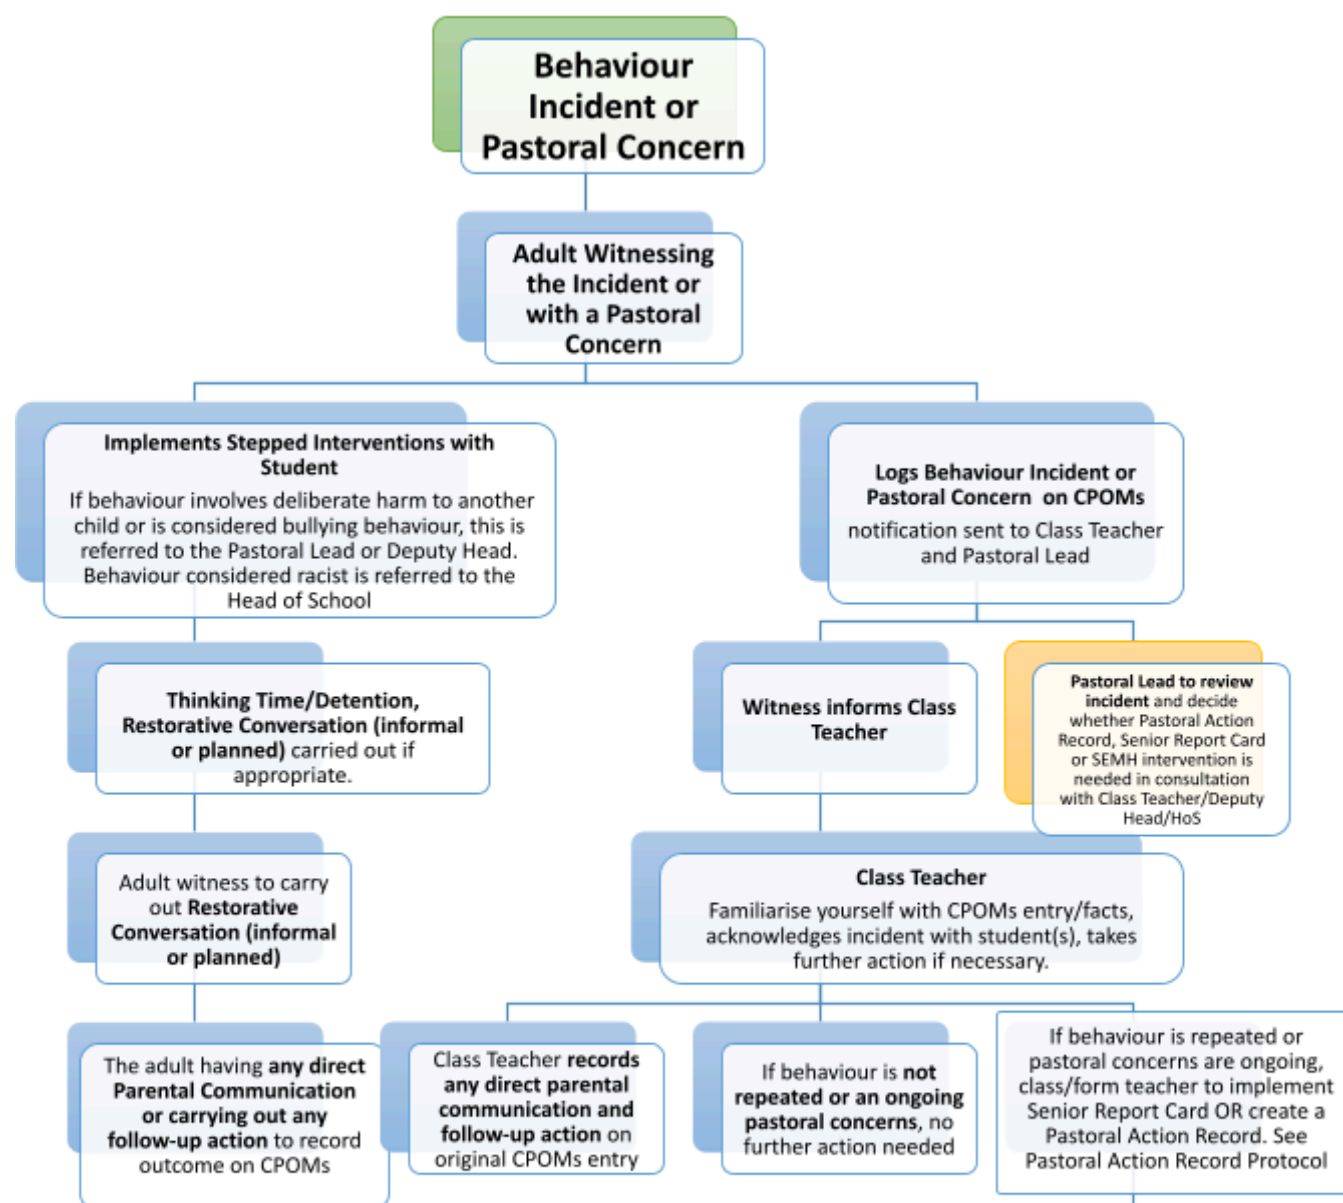 Behaviour
Incident or
Pastoral Concern
Adult Witnessing
the Incident or
with a Pastoral
Concern
Implements Stepped Interventions with
Student
If behaviour involves deliberate harm to another
child or is considered bullying behaviour, this is
referred to the Pastoral Lead or Deputy Head.
Behaviour considered racist is referred to the
Head of School
Logs Behaviour Incident or
Pastoral Concern on CPOMs
notification sent to Class Teacher
and Pastoral Lead
Thinking Time/Detention,
Restorative Conversation (informal
or planned) carried out if
appropriate.
Witness informs Class
Teacher
Pastoral Lead to review
incident and decide
whether Pastoral Action
Record, Senior Report Card
or SEMH intervention is
needed in consultation
with Class Teacher/Deputy
Head/HoS
Adult witness to carry
out Restorative
Conversation (informal
or planned)
Class Teacher
Familiarise yourself with CPOMs entry/facts,
acknowledges incident with student(s), takes
further action if necessary.
The adult having any direct
Parental Communication
or carrying out any
follow-up action to record
outcome on CPOMs
Class Teacher records
any direct parental
communication and
follow-up action on
original CPOMs entry
If behaviour is not
repeated or an ongoing
pastoral concerns, no
further action needed
If behaviour is repeated or
pastoral concerns are ongoing,
class/form teacher to implement
Senior Report Card OR create a
Pastoral Action Record. See
Pastoral Action Record Protocol